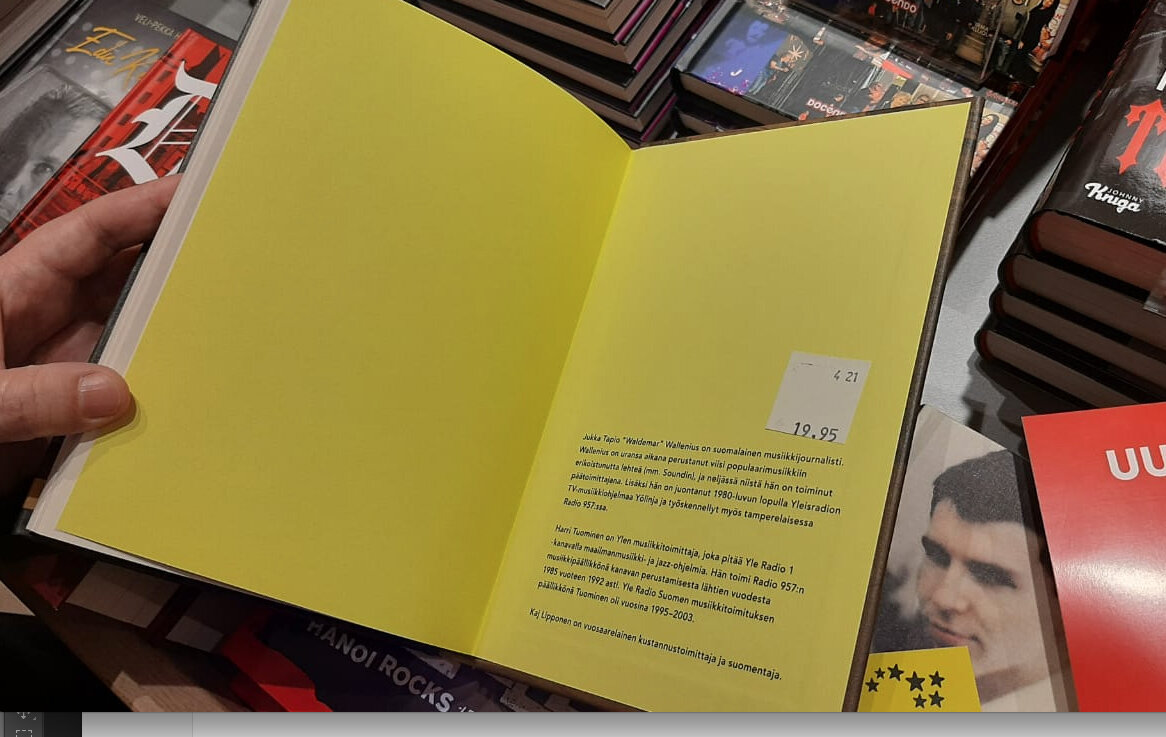 VELI-PEKKA
DOCENDO
JOHNNY
Kniga
4 21
19.95
Jukka Tapio "Waldemar" Wallenius on suomalainen musiikkijournalisti.
Wallenius on uransa aikana perustanut viisi populaarimusiikkiin
erikoistunutta lehteä (mm. Soundin), ja neljässä niistä hän on toiminut
päätoimittajana. Lisäksi hän on juontanut 1980-luvun lopulla Yleisradion
TV-musiikkiohjelmaa Yölinja ja työskennellyt myös tamperelaisessa
Radio 957:ssa.
Harri Tuominen on Ylen musiikkitoimittaja, joka pitää Yle Radio 1
-kanavalla maailmanmusiikki- ja jazz-ohjelmia. Hän toimi Radio 957:n
musiikkipäällikkönä kanavan perustamisesta lähtien vuodesta
1985 vuoteen 1992 asti. Yle Radio Suomen musiikkitoimituksen
päällikkönä Tuominen oli vuosina 1995–2003.
Kaj Lipponen on vuosaarelainen kustannustoimittaja ja suomentaja.
UU
HANOI ROCKS